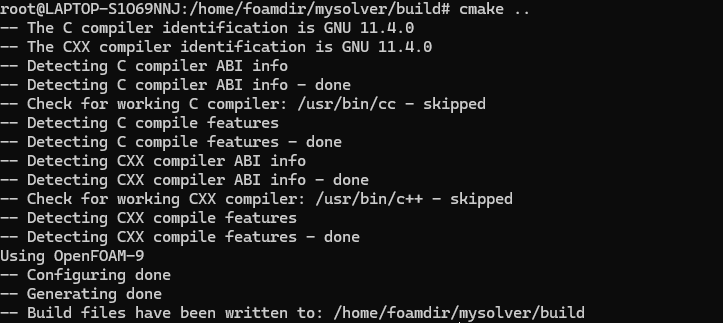 root@LAPTOP-S1O69NNJ:/home/foamdir/mysolver/build# cmake ..
-- The C compiler identification is GNU 11.4.0
-- The CXX compiler identification is GNU 11.4.0
-- Detecting C compiler ABI info
-- Detecting C compiler ABI info - done
-- Check for working C compiler: /usr/bin/cc - skipped
-- Detecting C compile features
-- Detecting C compile features - done
-- Detecting CXX compiler ABI info
-- Detecting CXX compiler ABI info - done
-- Check for working CXX compiler: /usr/bin/c++ - skipped
-- Detecting CXX compile features
-- Detecting CXX compile features - done
Using OpenFOAM-9
-- Configuring done
-- Generating done
-- Build files have been written to: /home/foamdir/mysolver/build